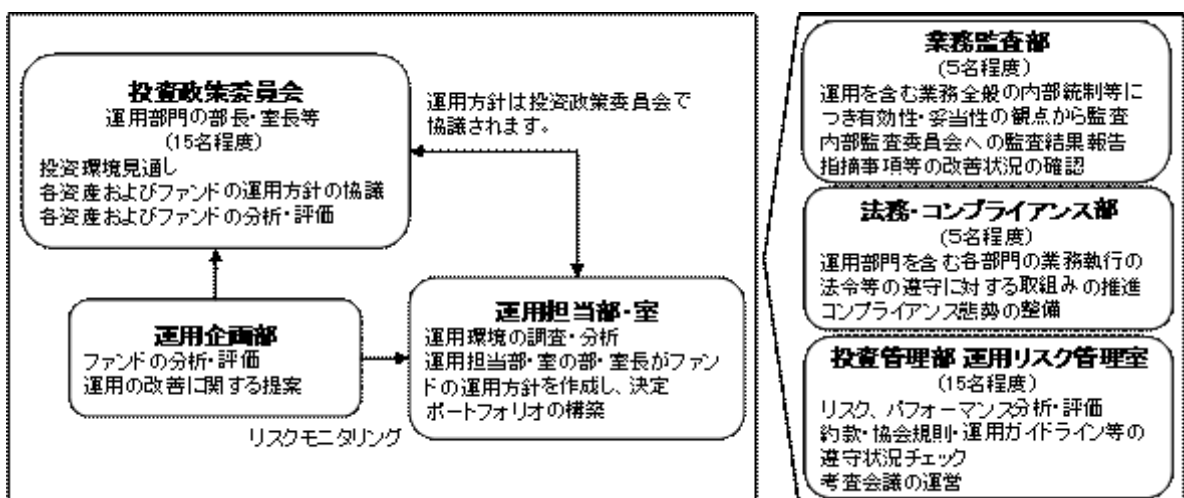 投資政策委員会
運用部門の部長・室長等
(15名程度)
投資環境見通し
各資産およびファンドの運用方針の協議
各資産およびファンドの分析・評価
運用方針は投資政策委員会で
協議されます。
運用企画部
ファンドの分析・評価
運用の改善に関する提案
リスクモニタリング
運用担当部・室
運用環境の調査・分析
運用担当部・室の部・室長がファン
ドの運用方針を作成し、決定
ポートフォリオの構築
業務監査部
(5名程度)
運用を含む業務全般の内部統制等に
つき有効性・妥当性の観点から監査
内部監査委員会への監査結果報告
指摘事項等の改善状況の確認
法務・コンプライアンス部
(5名程度)
運用部門を含む各部門の業務執行の
法令等の遵守に対する取組みの推進
コンプライアンス態勢の整備
投資管理部 運用リスク管理室
(15名程度)
リスク、パフォーマンス分析・評価
約款・協会規則・運用ガイドライン等の
遵守状況チェック
考査会議の運営